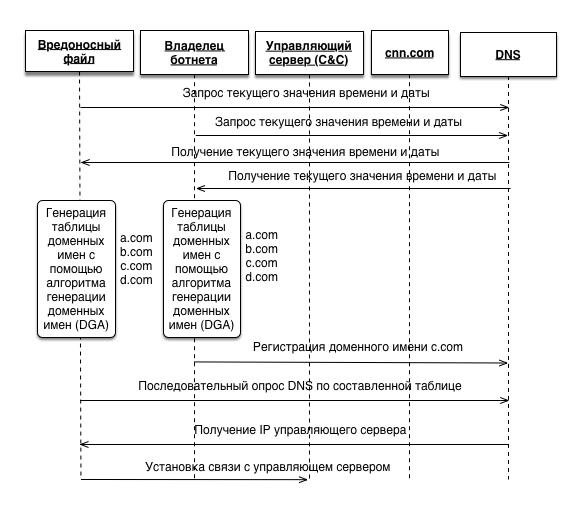 Вредоносный
файл
Владелец
ботнета
Управляющий
сервер (C&C)
cnn.com
DNS
Запрос текущего значения времени и даты
Запрос текущего значения времени и даты
Получение текущего значения времени и даты
Получение текущего значения времени и даты
Генерация
таблицы
доменных
имен с
помощью
алгоритма
генерации
доменных
имен (DGA)
a.com
b.com
c.com
d.com
Генерация
таблицы
доменных
имен с
помощью
алгоритма
генерации
доменных
имен (DGA)
a.com
b.com
c.com
d.com
Регистрация доменного имени c.com
Последовательный опрос DNS по составленной таблице
Получение IP управляющего сервера
Установка связи с управляющем сервером